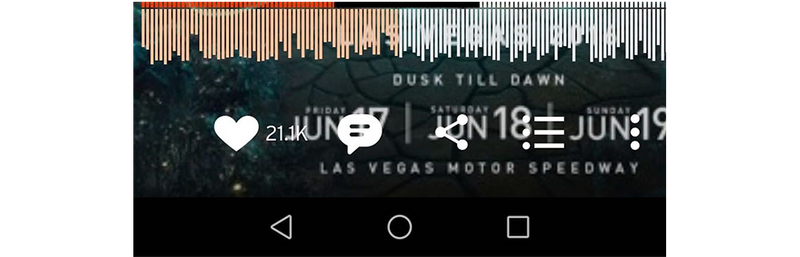 LAS VEGAS 2016
DUSK TILL DAWN
FRIDAY SATURDAY SUNDAY
21.1K JUN 17 | JUN 18 | JUN 19
LAS VEGAS MOTOR SPEEDWAY